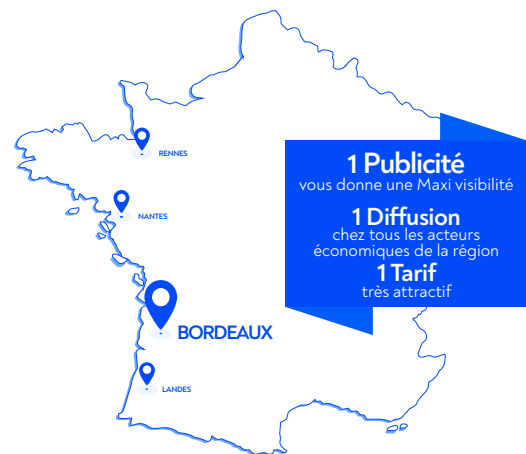 RENNES
NANTES
BORDEAUX
LANDES
1 Publicité
vous donne une Maxi visibilité
1 Diffusion
chez tous les acteurs
économiques de la région
1 Tarif
très attractif